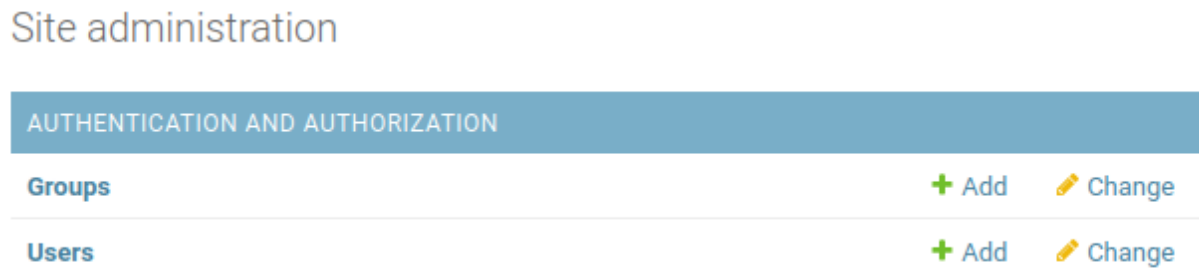 Site administration
AUTHENTICATION AND AUTHORIZATION
Groups Add Change
Users Add Change